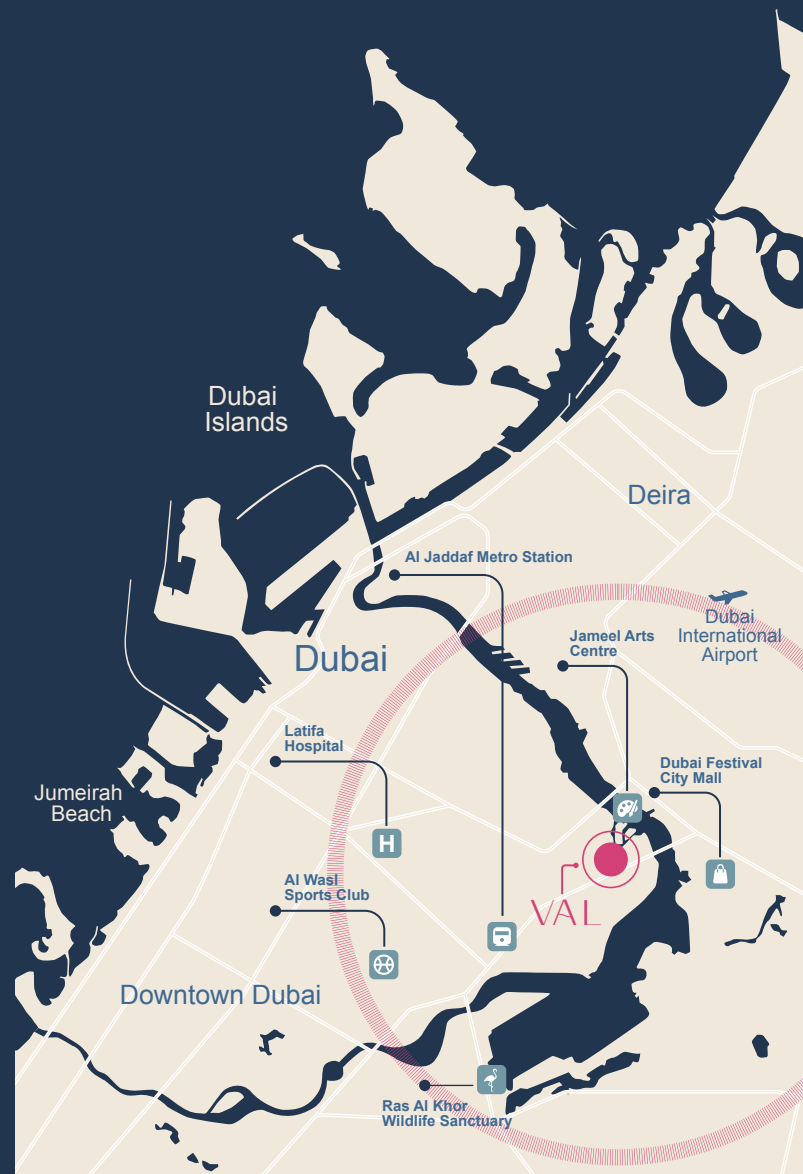 Dubai
Islands
Deira
Al Jaddaf Metro Station
Dubai
International
Airport
Jameel Arts
Centre
Dubai
Latifa
Hospital
Dubai Festival
City Mall
Jumeirah
Beach
H
Al Wasl
Sports Club
VAL
Downtown Dubai
Ras Al Khor
Wildlife Sanctuary